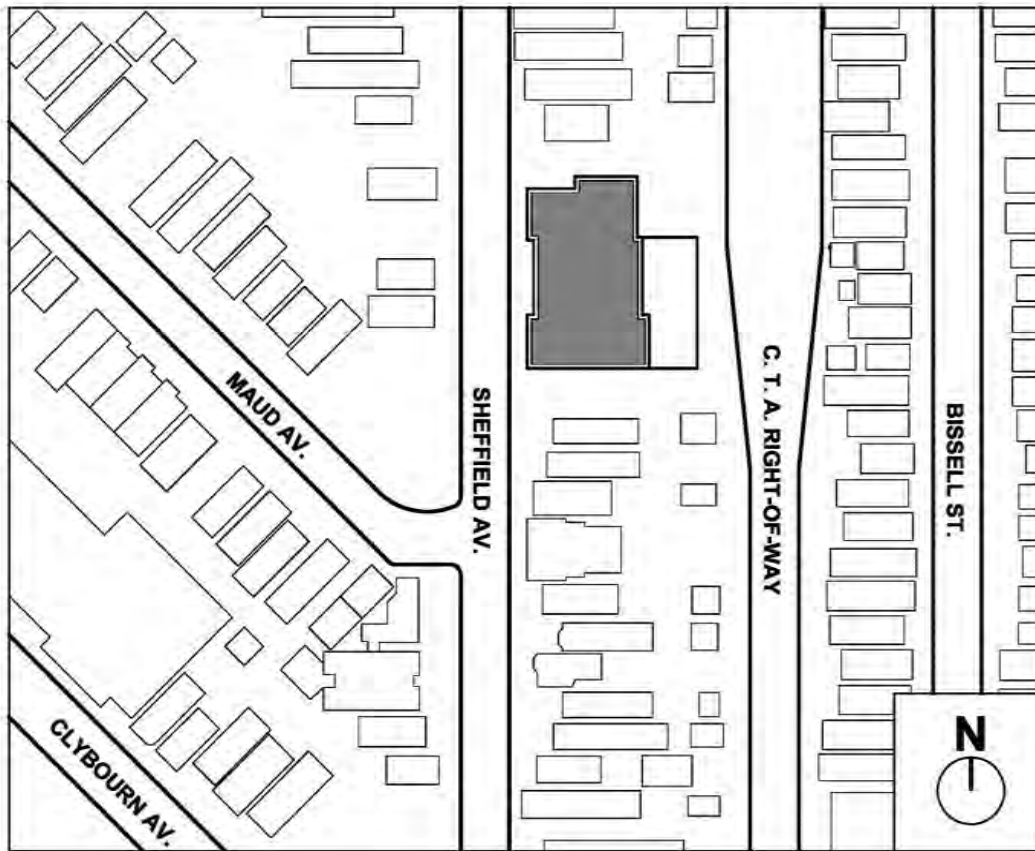 MAUD AV.
SHEFFIELD AV.
C. T. A. RIGHT-OF-WAY
BISSELL ST.
CLYBOURN AV.
N